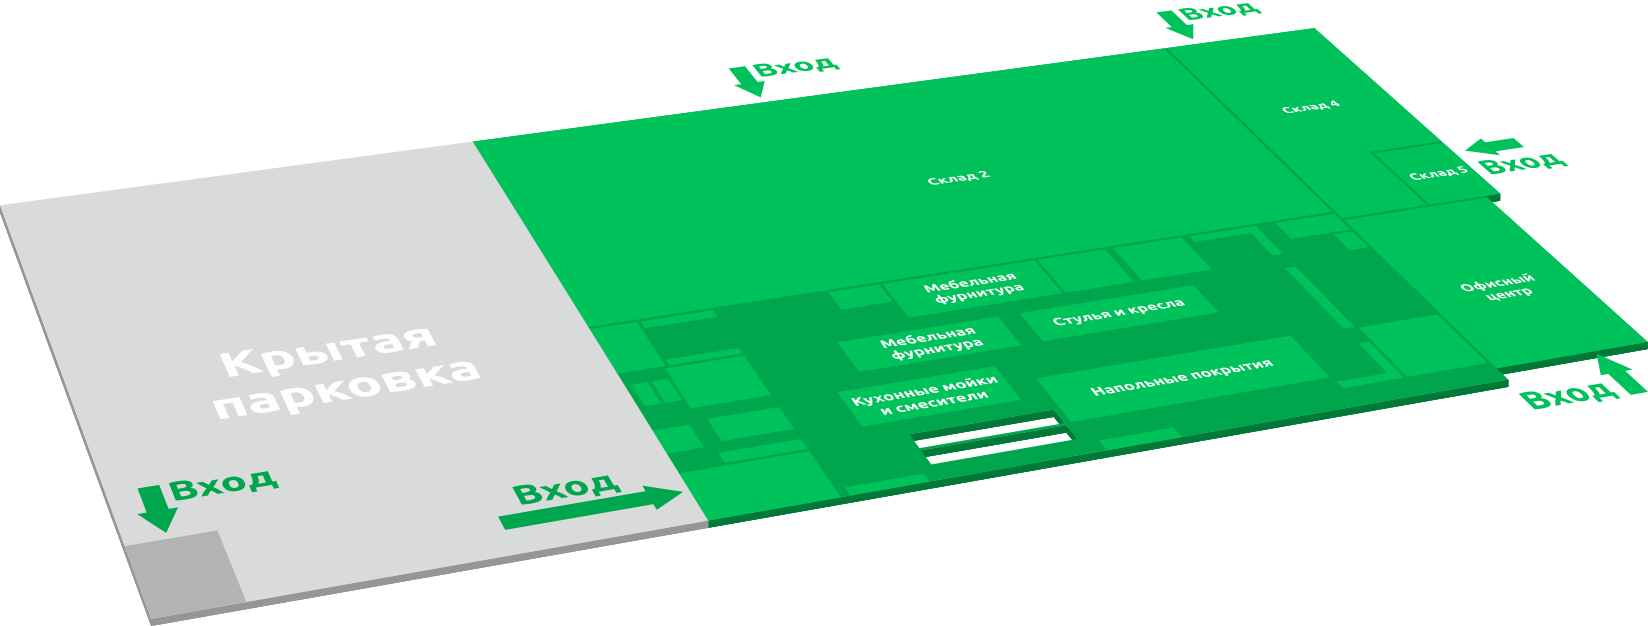 Вход
Вход
Склад 4
Вход
Склад 5
Склад 2
Мебельная
фурнитура
Офисный
центр
Стулья и кресла
Мебельная
фурнитура
Крытая
парковка
Напольные покрытия
Кухонные мойки
и смесители
Вход
Вход
Вход